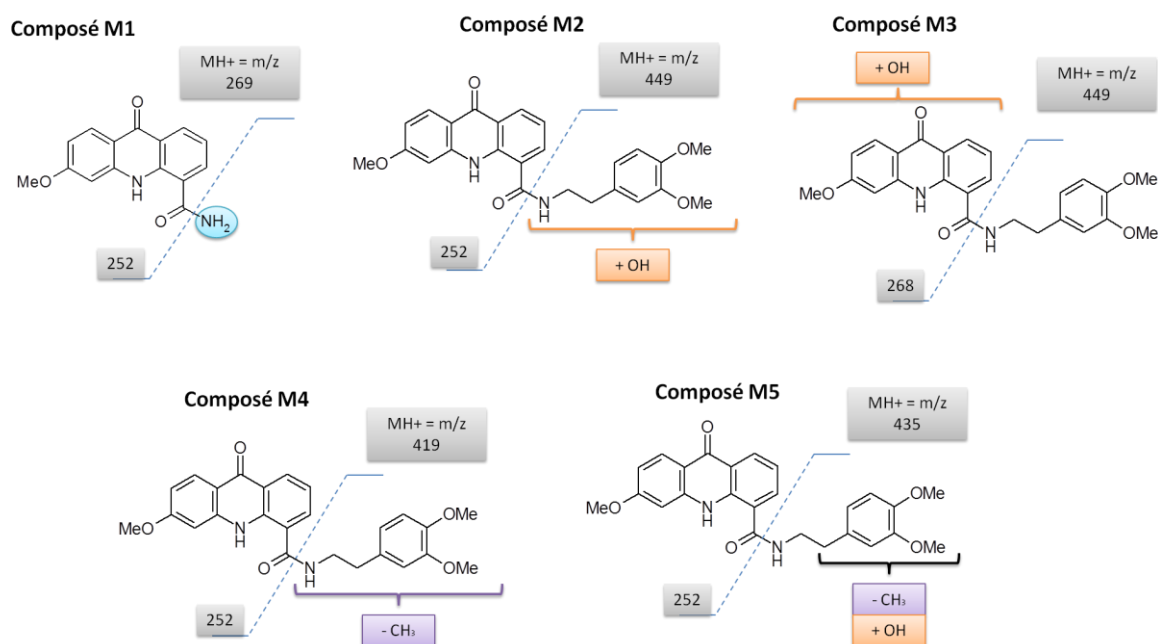 Composé M1
MH+ = m/z
269
O
MeO
N
H
O
NH2
252
Composé M2
MH+ = m/z
449
O
MeO
N
H
O
N
H
OMe
OMe
252
+ OH
Composé M3
+ OH
MH+ = m/z
449
O
MeO
N
H
O
N
H
OMe
OMe
268
Composé M4
MH+ = m/z
419
O
MeO
N
H
O
N
H
OMe
OMe
252
- CH₃
Composé M5
MH+ = m/z
435
O
MeO
N
H
O
N
H
OMe
OMe
252
- CH₃
+ OH